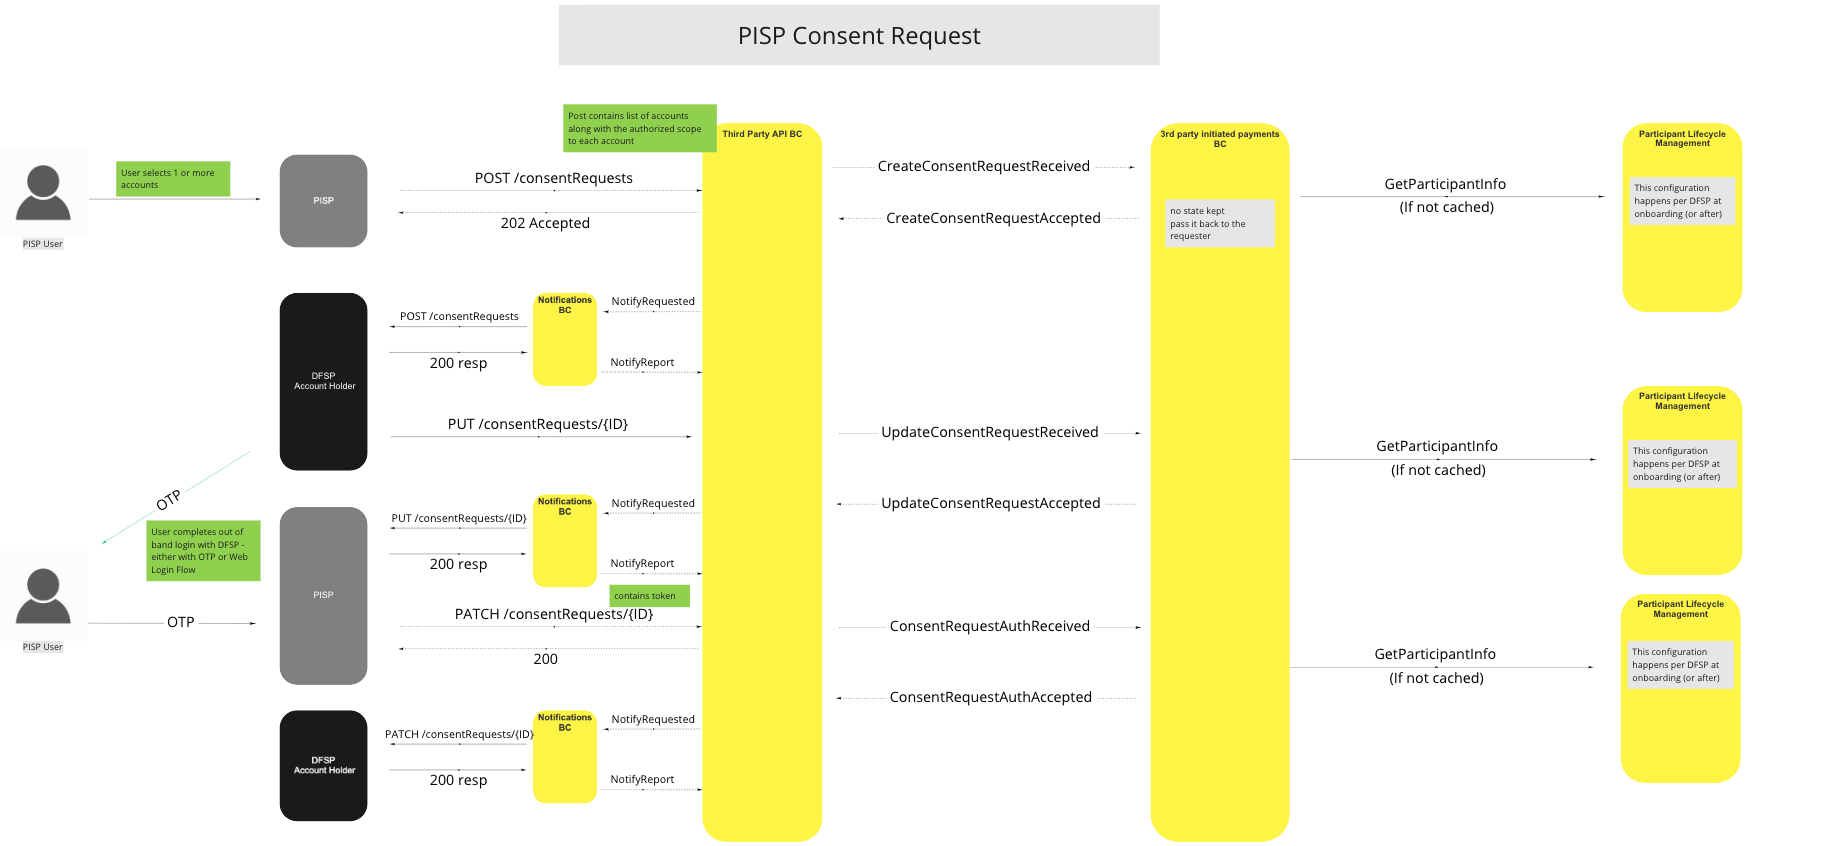 PISP Consent Request
Post contains list of accounts
along with the authorized scope
to each account
Third Party API BC
3rd party initiated payments
BC
Participant Lifecycle
Management
User selects 1 or more
accounts
PISP User
PISP
POST /consentRequests
202 Accepted
CreateConsentRequestReceived
CreateConsentRequestAccepted
no state kept
pass it back to the
requester
GetParticipantInfo
(If not cached)
This configuration
happens per DFSP at
onboarding (or after)
DFSP
Account Holder
POST /consentRequests
200 resp
Notifications
BC
NotifyRequested
NotifyReport
PUT /consentRequests/{ID}
UpdateConsentRequestReceived
UpdateConsentRequestAccepted
GetParticipantInfo
(If not cached)
Participant Lifecycle
Management
This configuration
happens per DFSP at
onboarding (or after)
OTP
User completes out of
band login with DFSP -
either with OTP or Web
Login Flow
PISP User
OTP
PISP
PUT /consentRequests/{ID}
200 resp
Notifications
BC
NotifyRequested
NotifyReport
contains token
PATCH /consentRequests/{ID}
200
ConsentRequestAuthReceived
ConsentRequestAuthAccepted
GetParticipantInfo
(If not cached)
Participant Lifecycle
Management
This configuration
happens per DFSP at
onboarding (or after)
DFSP
Account Holder
PATCH /consentRequests/{ID}
200 resp
Notifications
BC
NotifyRequested
NotifyReport